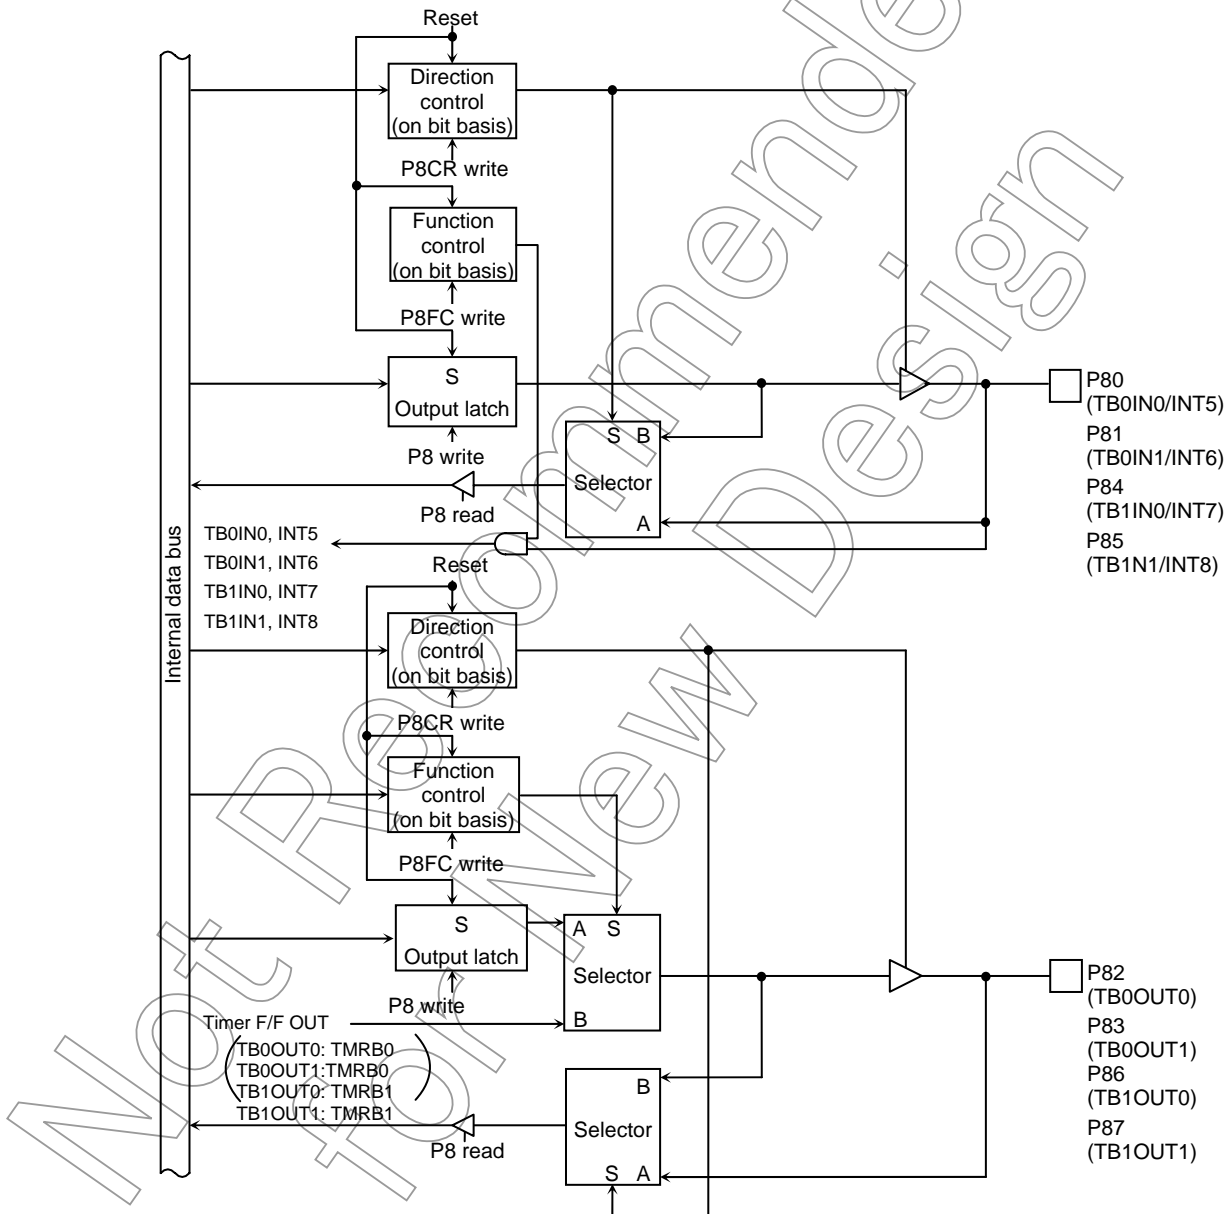 Reset
Direction
control
(on bit basis)
P8CR write
Function
control
(on bit basis)
P8FC write
S
Output latch
P8 write
S B
Selector
A
P8 read
P80
(TB0IN0/INT5)
P81
(TB0IN1/INT6)
P84
(TB1IN0/INT7)
P85
(TB1N1/INT8)
Internal data bus
TB0IN0, INT5
TB0IN1, INT6
TB1IN0, INT7
TB1IN1, INT8
Reset
Direction
control
(on bit basis)
P8CR write
Function
control
(on bit basis)
P8FC write
S
Output latch
P8 write
A S
Selector
B
Timer F/F OUT
TB0OUT0: TMRB0
TB0OUT1:TMRB0
TB1OUT0: TMRB1
TB1OUT1: TMRB1
B
Selector
S A
P8 read
P82
(TB0OUT0)
P83
(TB0OUT1)
P86
(TB1OUT0)
P87
(TB1OUT1)
Not Recommende
for New Design